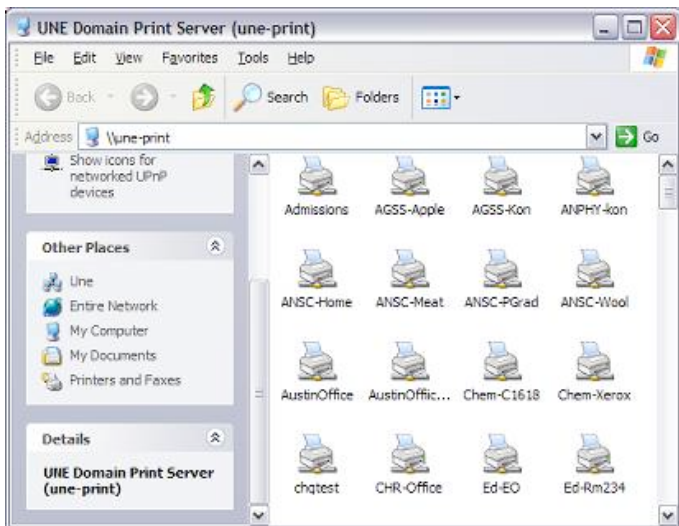 UNE Domain Print Server (une-print)
File Edit View Favorites Tools Help
Back Search Folders
Address \\une-print Go
Show icons for
networked UPnP
devices
Other Places
Une
Entire Network
My Computer
My Documents
Printers and Faxes
Details
UNE Domain Print Server
(une-print)
Admissions AGSS-Apple AGSS-Kon ANPHY-kon
ANSC-Home ANSC-Meat ANSC-PGrad ANSC-Wool
AustinOffice AustinOffic... Chem-C1618 Chem-Xerox
chqtest CHR-Office Ed-EO Ed-Rm234